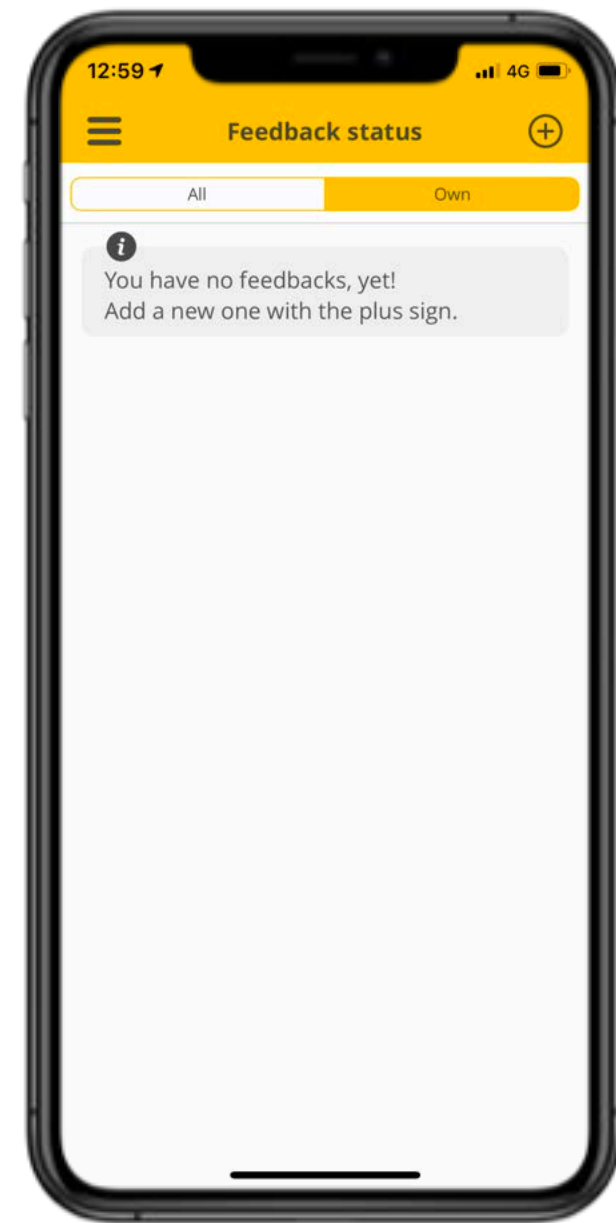 12:59
4G
Feedback status
All
Own
You have no feedbacks, yet!
Add a new one with the plus sign.